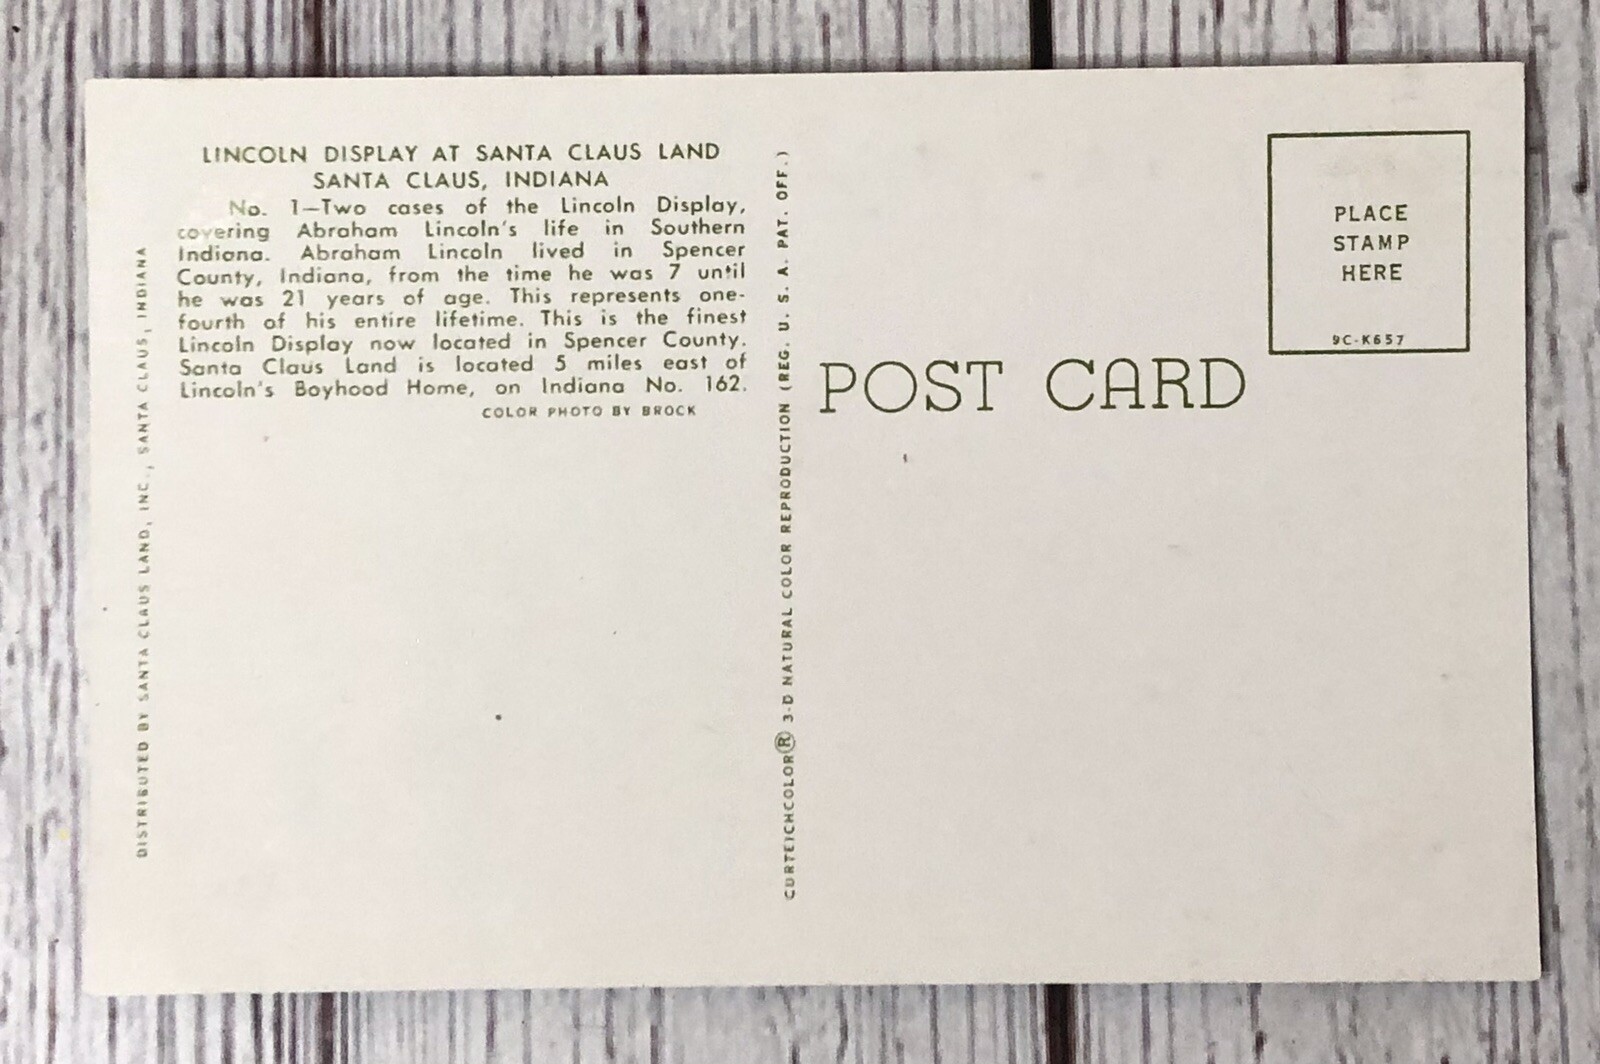 LINCOLN DISPLAY AT SANTA CLAUS LAND
SANTA CLAUS, INDIANA
No. 1—Two cases of the Lincoln Display,
covering Abraham Lincoln's life in Southern
Indiana. Abraham Lincoln lived in Spencer
County, Indiana, from the time he was 7 until
he was 21 years of age. This represents one-
fourth of his entire lifetime. This is the finest
Lincoln Display now located in Spencer County.
Santa Claus Land is located 5 miles east of
Lincoln's Boyhood Home, on Indiana No. 162.
COLOR PHOTO BY BROCK
DISTRIBUTED BY SANTA CLAUS LAND, INC., SANTA CLAUS, INDIANA
CURTEICHCOLOR® 3-D NATURAL COLOR REPRODUCTION (REG. U. S. A. PAT. OFF.)
POST CARD
PLACE
STAMP
HERE
9C-K657